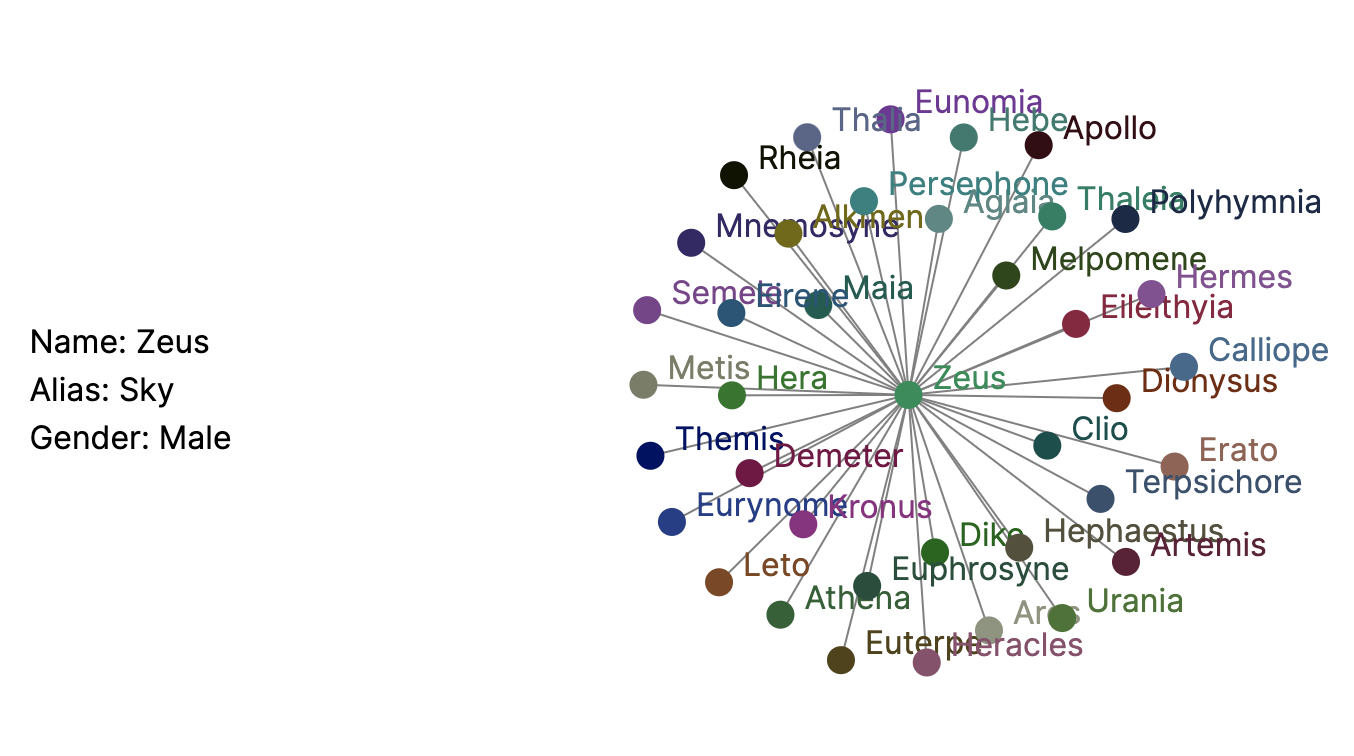 Name: Zeus
Alias: Sky
Gender: Male
Eunomia
Thalia
Hebe
Apollo
Rheia
Persephone
Aglaia
Thaleia
Polyhymnia
Alkmen
Mnemosyne
Melpomene
Hermes
Semele
Eirene
Maia
Eileithyia
Calliope
Metis
Hera
Zeus
Dionysus
Clio
Themis
Demeter
Erato
Terpsichore
Eurynome
Kronus
Dike
Hephaestus
Artemis
Leto
Euphrosyne
Athena
Ares
Urania
Euterpe
Heracles